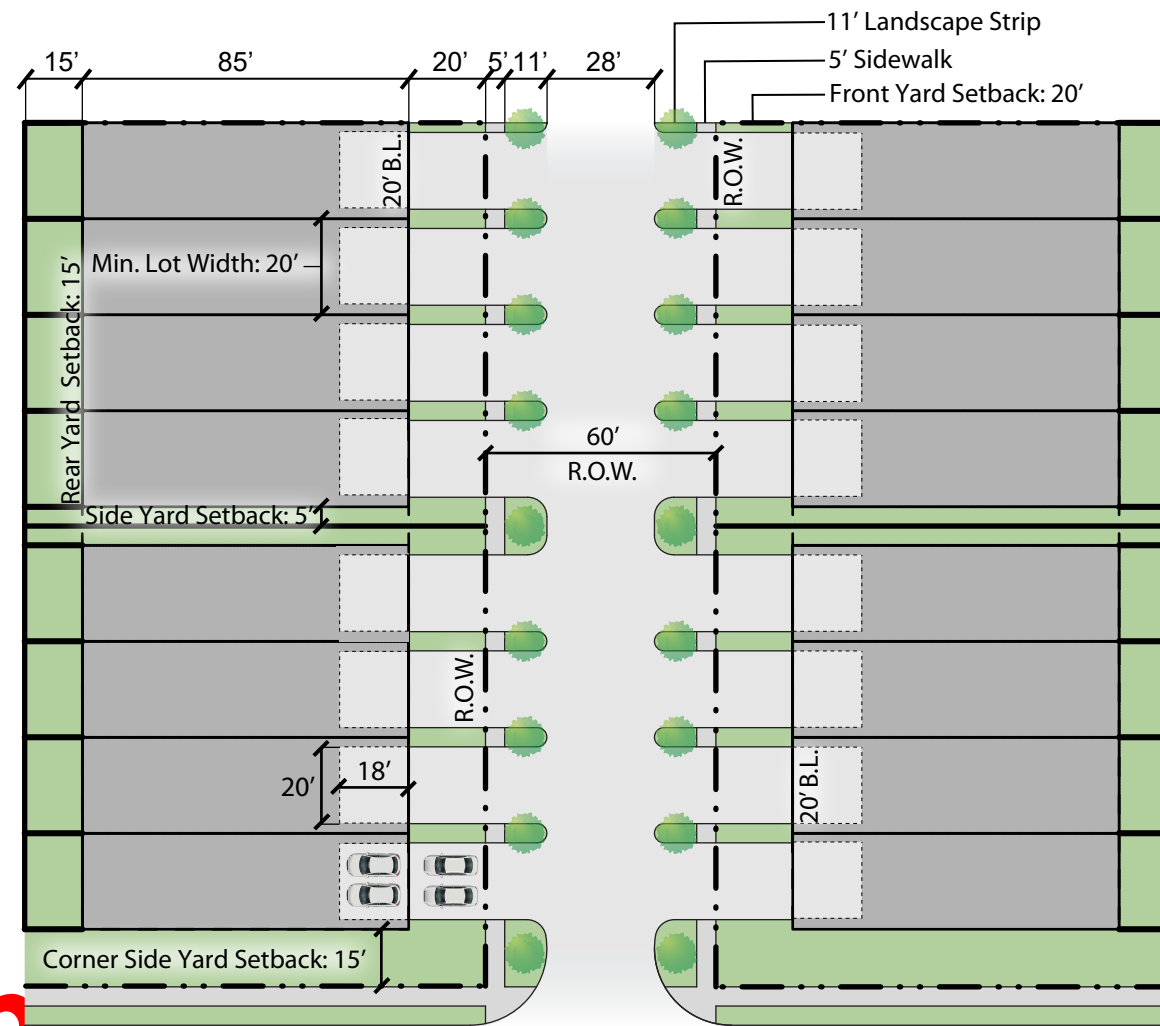 11’ Landscape Strip
5’ Sidewalk
Front Yard Setback: 20’
15’
85’
20’
5’
11’
28’
20’ B.L.
R.O.W.
Min. Lot Width: 20’
Rear Yard Setback: 15’
60’
R.O.W.
Side Yard Setback: 5’
R.O.W.
18’
20’
20’ B.L.
Corner Side Yard Setback: 15’